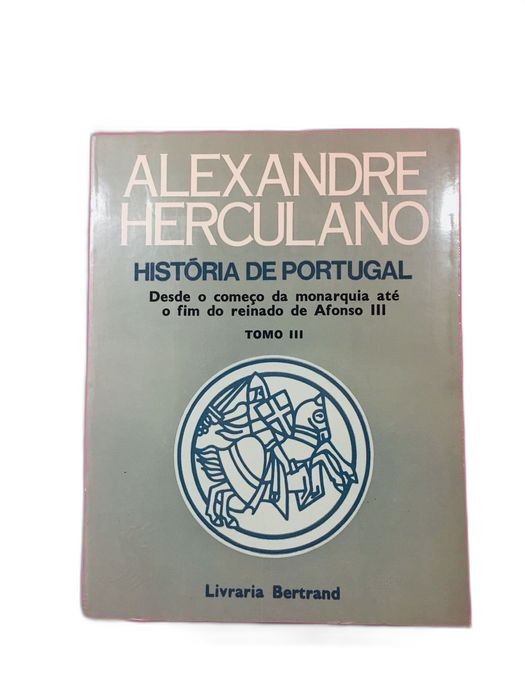 ALEXANDRE
HERCULANO
HISTÓRIA DE PORTUGAL
Desde o começo da monarquia até
o fim do reinado de Afonso III
TOMO III
Livraria Bertrand